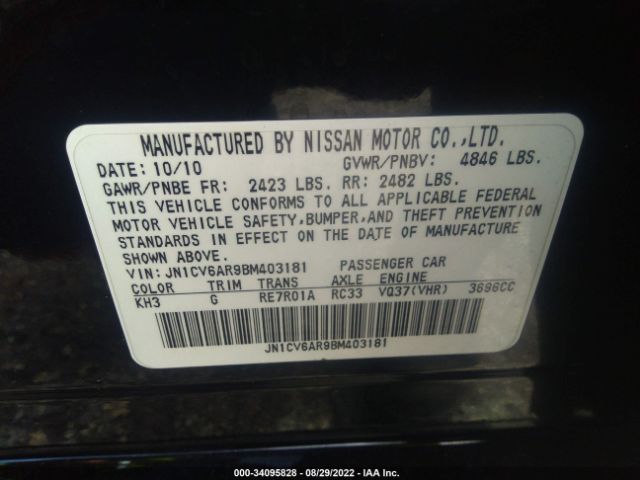 MANUFACTURED BY NISSAN MOTOR CO.,LTD.
DATE: 10/10 GVWR/PNBV: 4846 LBS.
GAWR/PNBE FR: 2423 LBS. RR: 2482 LBS.
THIS VEHICLE CONFORMS TO ALL APPLICABLE FEDERAL
MOTOR VEHICLE SAFETY,BUMPER,AND THEFT PREVENTION
STANDARDS IN EFFECT ON THE DATE OF MANUFACTURE
SHOWN ABOVE.
VIN: JN1CV6AR9BM403181 PASSENGER CAR
COLOR TRIM TRANS AXLE ENGINE
KH3 G RE7R01A RC33 VQ37(VHR) 3696CC
JN1CV6AR9BM403181
000-34095828 - 08/29/2022 - IAA Inc.